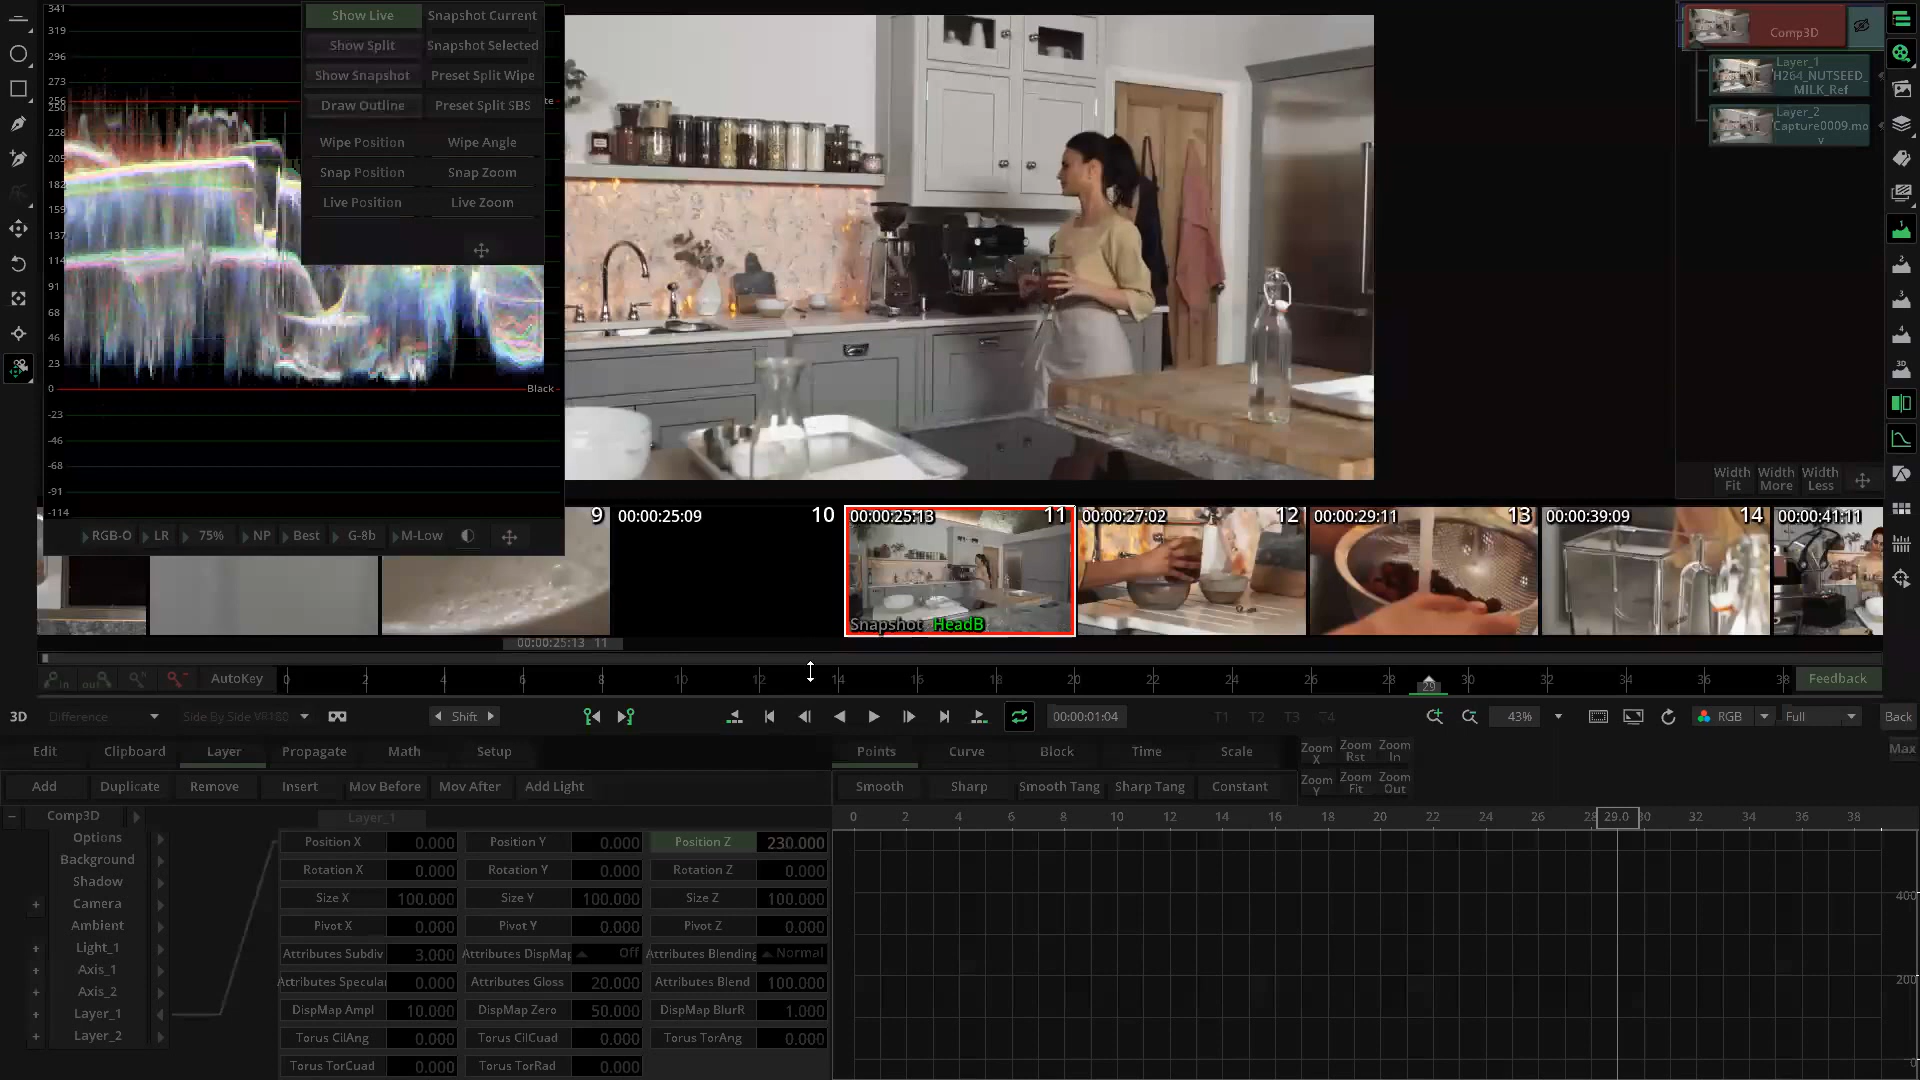 341
319
296
273
256
250
228
205
182
159
137
114
91
68
46
23
0
-23
-46
-68
-91
-114
Black
Show Live
Snapshot Current
Show Split
Snapshot Selected
Show Snapshot
Preset Split Wipe
Draw Outline
Preset Split SBS
Wipe Position
Wipe Angle
Snap Position
Snap Zoom
Live Position
Live Zoom
RGB-O
LR
75%
NP
Best
G-8b
M-Low
Comp3D
Layer_1
H264_NUTSEED_
MILK_Ref
Layer_2
Capture0009.mo
v
Width
Fit
Width
More
Width
Less
1
2
3
4
3D
9
00:00:25:09
10
00:00:25:13
11
Snapshot
HeadB
00:00:27:02
12
00:00:29:11
13
00:00:39:09
14
00:00:41:11
00:00:25:13 11
in
out
AutoKey
0 2 4 6 8 10 12 14 16 18 20 22 24 26 28 29 30 32 34 36 38
Feedback
3D
Difference
Side By Side VR180
Shift
00:00:01:04
T1 T2 T3
43%
RGB
Full
Back
Edit
Clipboard
Layer
Propagate
Math
Setup
Add
Duplicate
Remove
Insert
Mov Before
Mov After
Add Light
Points
Curve
Block
Time
Scale
Zoom
X
Zoom
Rst
Zoom
In
Max
Smooth
Sharp
Smooth Tang
Sharp Tang
Constant
Zoom
Y
Zoom
Fit
Zoom
Out
Comp3D
Options
Background
Shadow
Camera
Ambient
Light_1
Axis_1
Axis_2
Layer_1
Layer_2
Layer_1
Position X 0.000 Position Y 0.000 Position Z 230.000
Rotation X 0.000 Rotation Y 0.000 Rotation Z 0.000
Size X 100.000 Size Y 100.000 Size Z 100.000
Pivot X 0.000 Pivot Y 0.000 Pivot Z 0.000
Attributes Subdiv 3.000 Attributes DispMap Off Attributes Blending Normal
Attributes Specular 0.000 Attributes Gloss 20.000 Attributes Blend 100.000
DispMap Ampl 10.000 DispMap Zero 50.000 DispMap BlurR 1.000
Torus CilAng 0.000 Torus CilCuad 0.000 Torus TorAng 0.000
Torus TorCuad 0.000 Torus TorRad 0.000
0 2 4 6 8 10 12 14 16 18 20 22 24 26 28 29.0 30 32 34 36 38
400
200
0